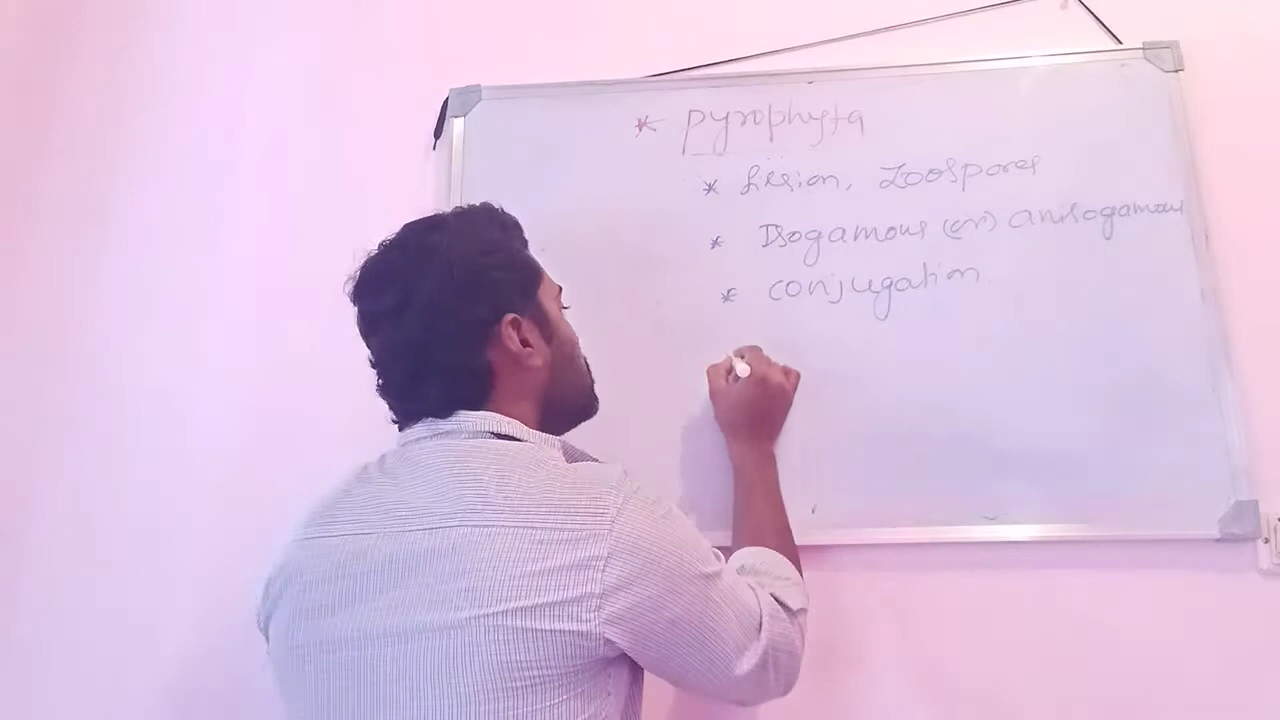 * pyrophyta
* fission, Zoospores
* Isogamous (or) anisogamous
* conjugation